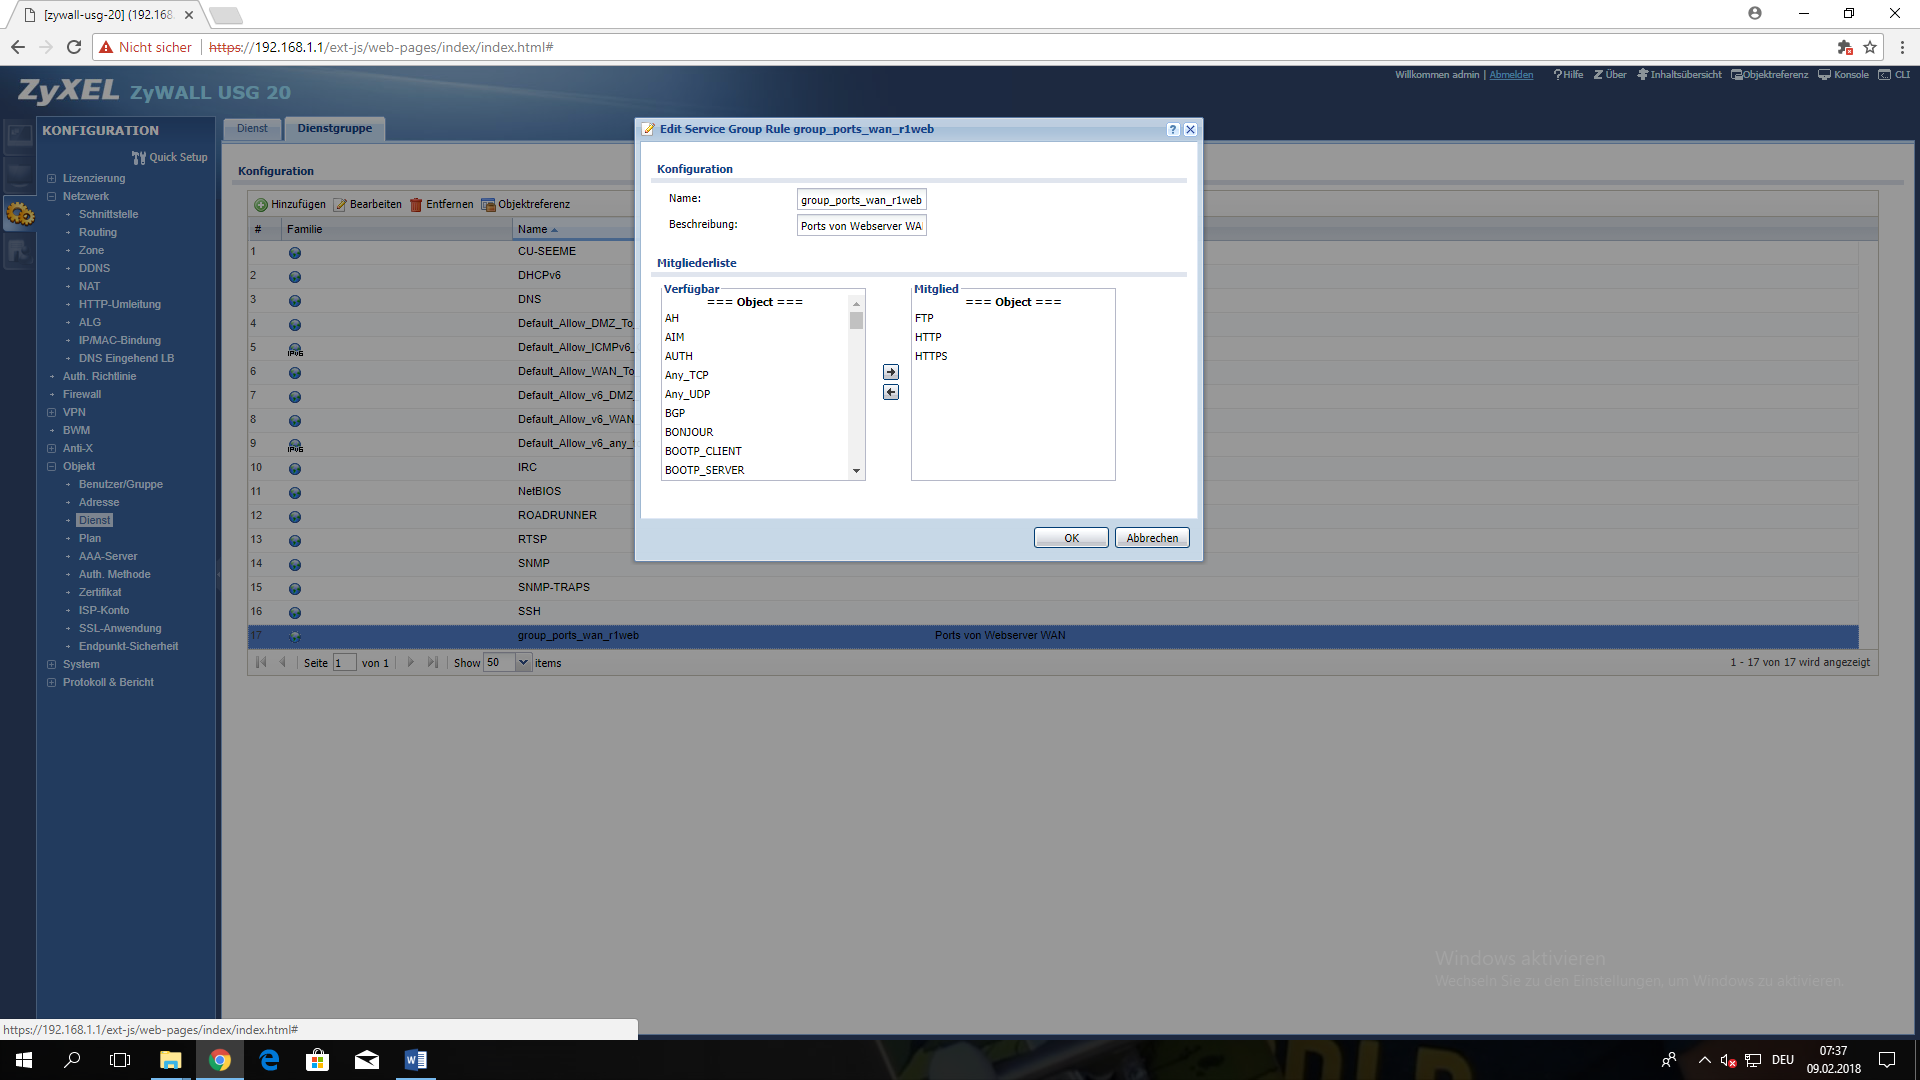 [zywall-usg-20] (192.168.
Nicht sicher
https://192.168.1.1/ext-js/web-pages/index/index.html#
ZyXEL ZyWALL USG 20
Willkommen admin | Abmelden ?Hilfe Z Über Inhaltsübersicht Objektreferenz Konsole CLI
KONFIGURATION
Quick Setup
Lizenzierung
Netzwerk
Schnittstelle
Routing
Zone
DDNS
NAT
HTTP-Umleitung
ALG
IP/MAC-Bindung
DNS Eingehend LB
Auth. Richtlinie
Firewall
VPN
BWM
Anti-X
Objekt
Benutzer/Gruppe
Adresse
Dienst
Plan
AAA-Server
Auth. Methode
Zertifikat
ISP-Konto
SSL-Anwendung
Endpunkt-Sicherheit
System
Protokoll & Bericht
Dienst Dienstgruppe
Konfiguration
Hinzufügen Bearbeiten Entfernen Objektreferenz
# Familie Name
1 CU-SEEME
2 DHCPv6
3 DNS
4 Default_Allow_DMZ_To_
5 IPv6 Default_Allow_ICMPv6_
6 Default_Allow_WAN_To
7 Default_Allow_v6_DMZ_
8 Default_Allow_v6_WAN
9 IPv6 Default_Allow_v6_any_
10 IRC
11 NetBIOS
12 ROADRUNNER
13 RTSP
14 SNMP
15 SNMP-TRAPS
16 SSH
17 group_ports_wan_r1web Ports von Webserver WAN
Seite 1 von 1 Show 50 items
1 - 17 von 17 wird angezeigt
Edit Service Group Rule group_ports_wan_r1web
Konfiguration
Name: group_ports_wan_r1web
Beschreibung: Ports von Webserver WA
Mitgliederliste
Verfügbar
=== Object ===
AH
AIM
AUTH
Any_TCP
Any_UDP
BGP
BONJOUR
BOOTP_CLIENT
BOOTP_SERVER
Mitglied
=== Object ===
FTP
HTTP
HTTPS
OK Abbrechen
Windows aktivieren
Wechseln Sie zu den Einstellungen, um Windows zu aktivieren.
https://192.168.1.1/ext-js/web-pages/index/index.html#
DEU
07:37
09.02.2018